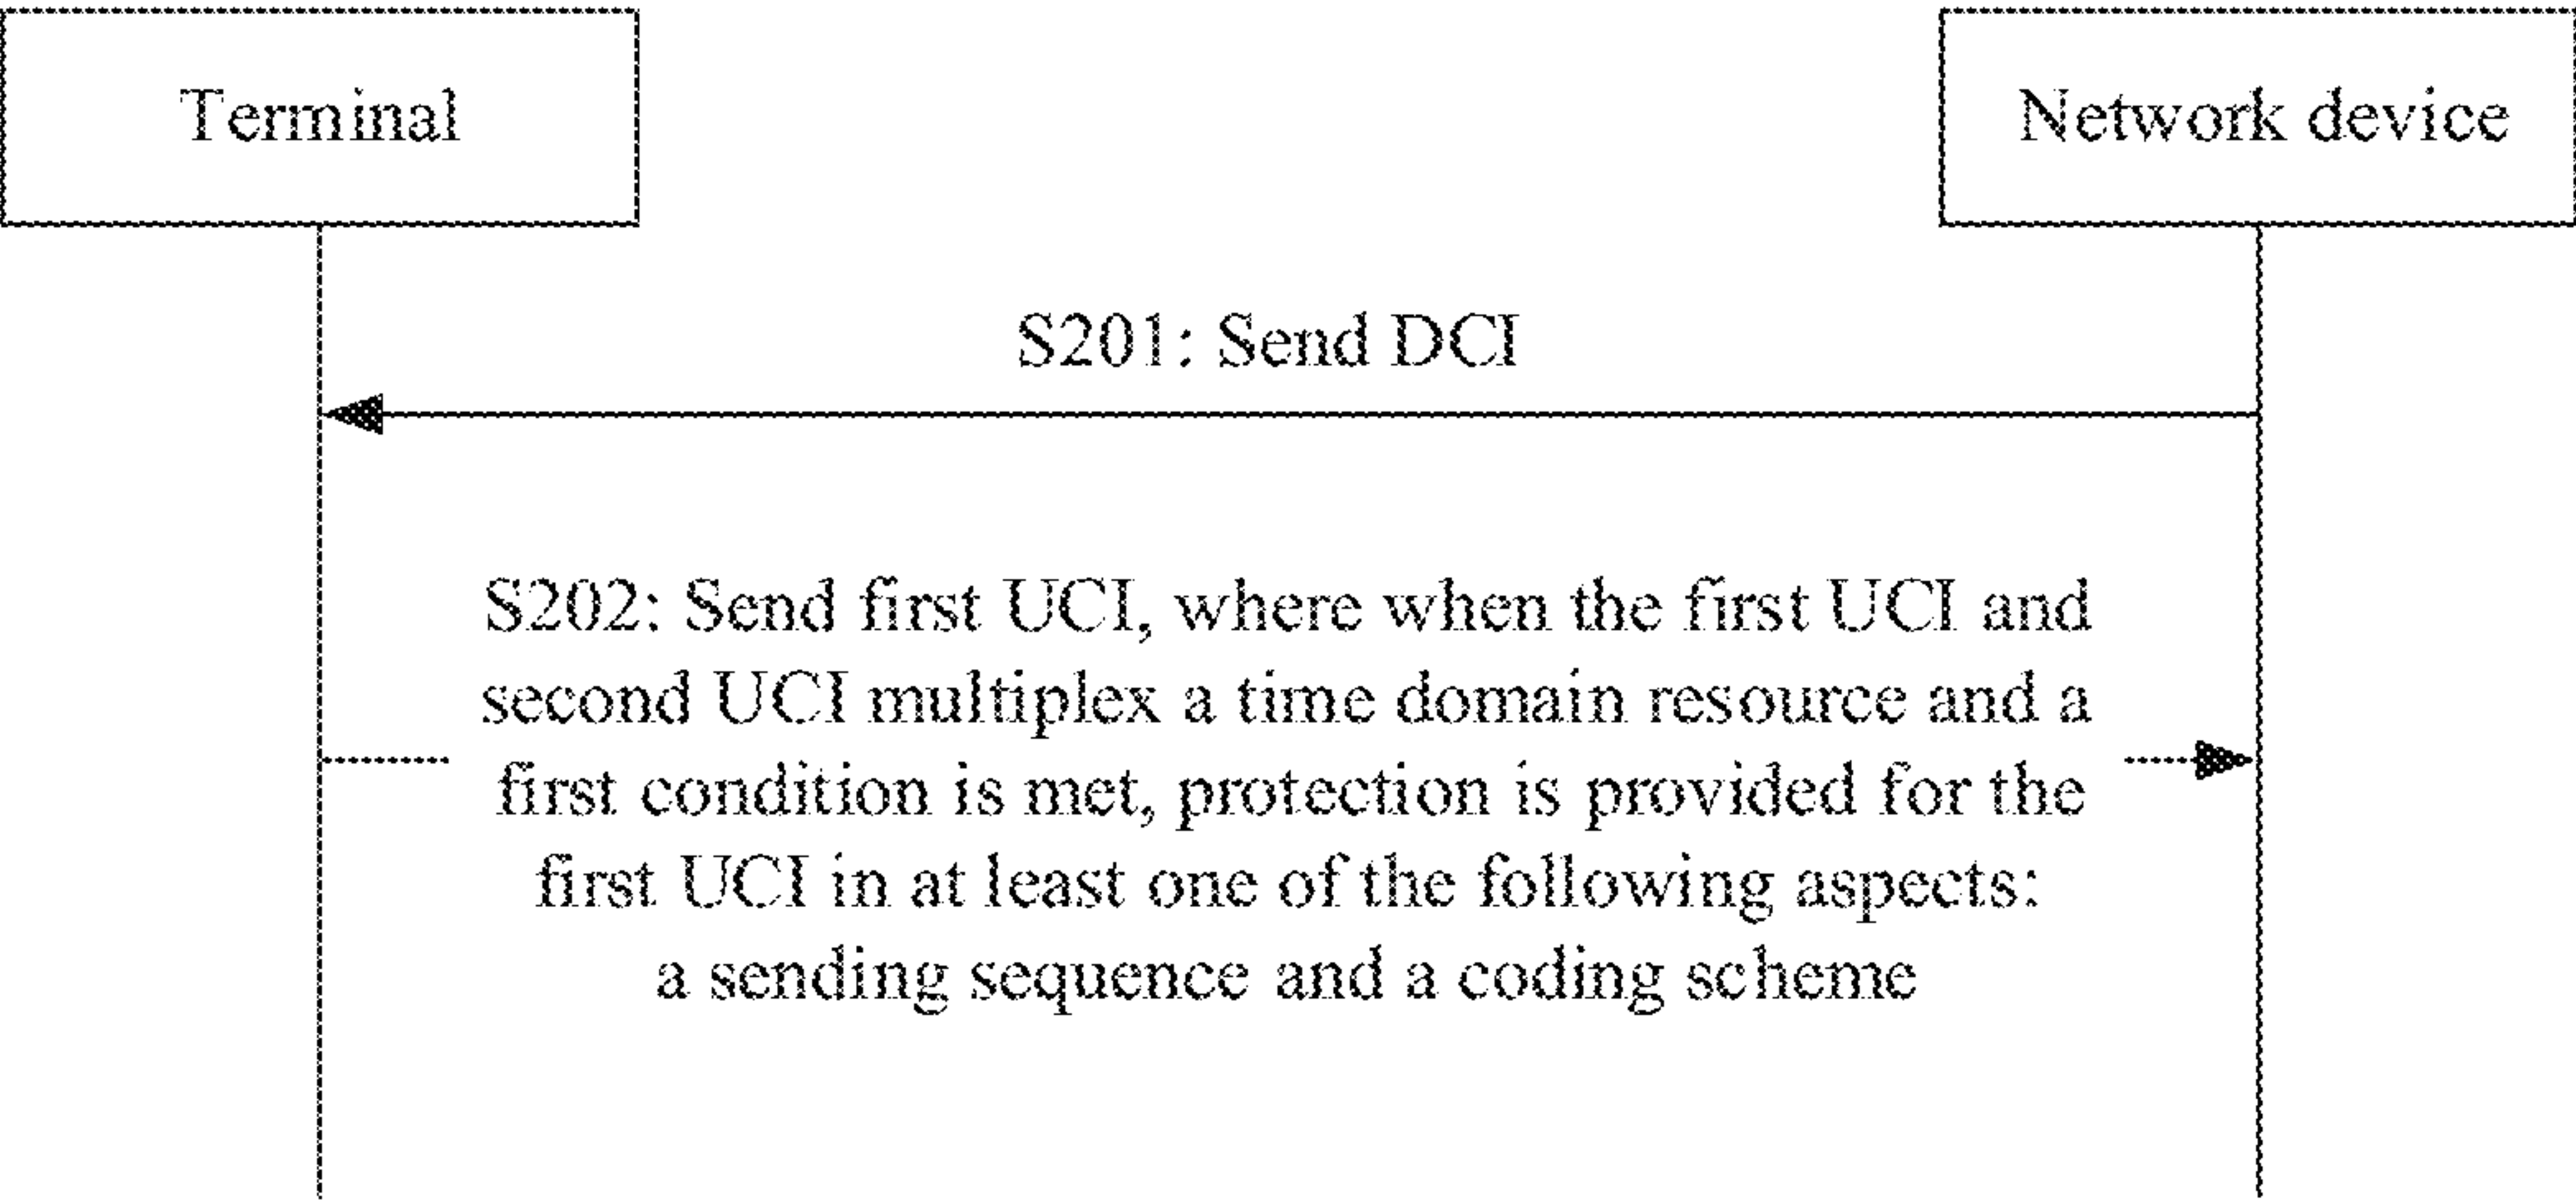 Terminal
Network device
S201: Send DCI
S202: Send first UCI, where when the first UCI and
second UCI multiplex a time domain resource and a
first condition is met, protection is provided for the
first UCI in at least one of the following aspects:
a sending sequence and a coding scheme